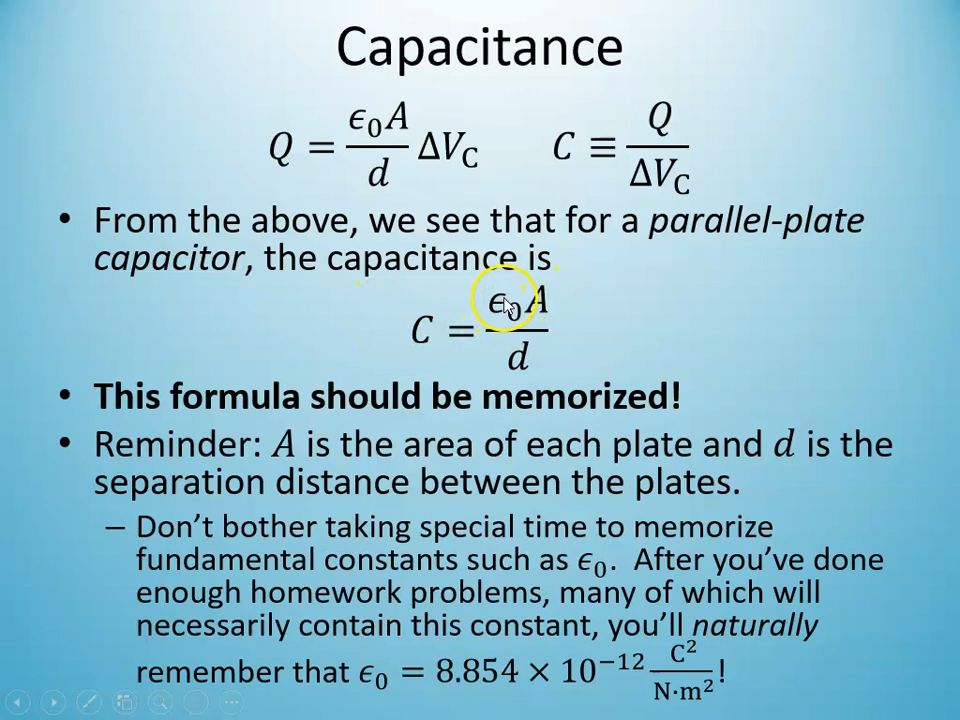 Capacitance
Q = ϵ₀A/d ΔV_C    C ≡ Q/ΔV_C
• From the above, we see that for a parallel-plate
capacitor, the capacitance is
C = ϵ₀A/d
• This formula should be memorized!
• Reminder: A is the area of each plate and d is the
separation distance between the plates.
– Don’t bother taking special time to memorize
fundamental constants such as ϵ₀. After you’ve done
enough homework problems, many of which will
necessarily contain this constant, you’ll naturally
remember that ϵ₀ = 8.854 × 10⁻¹² C²/N·m²!